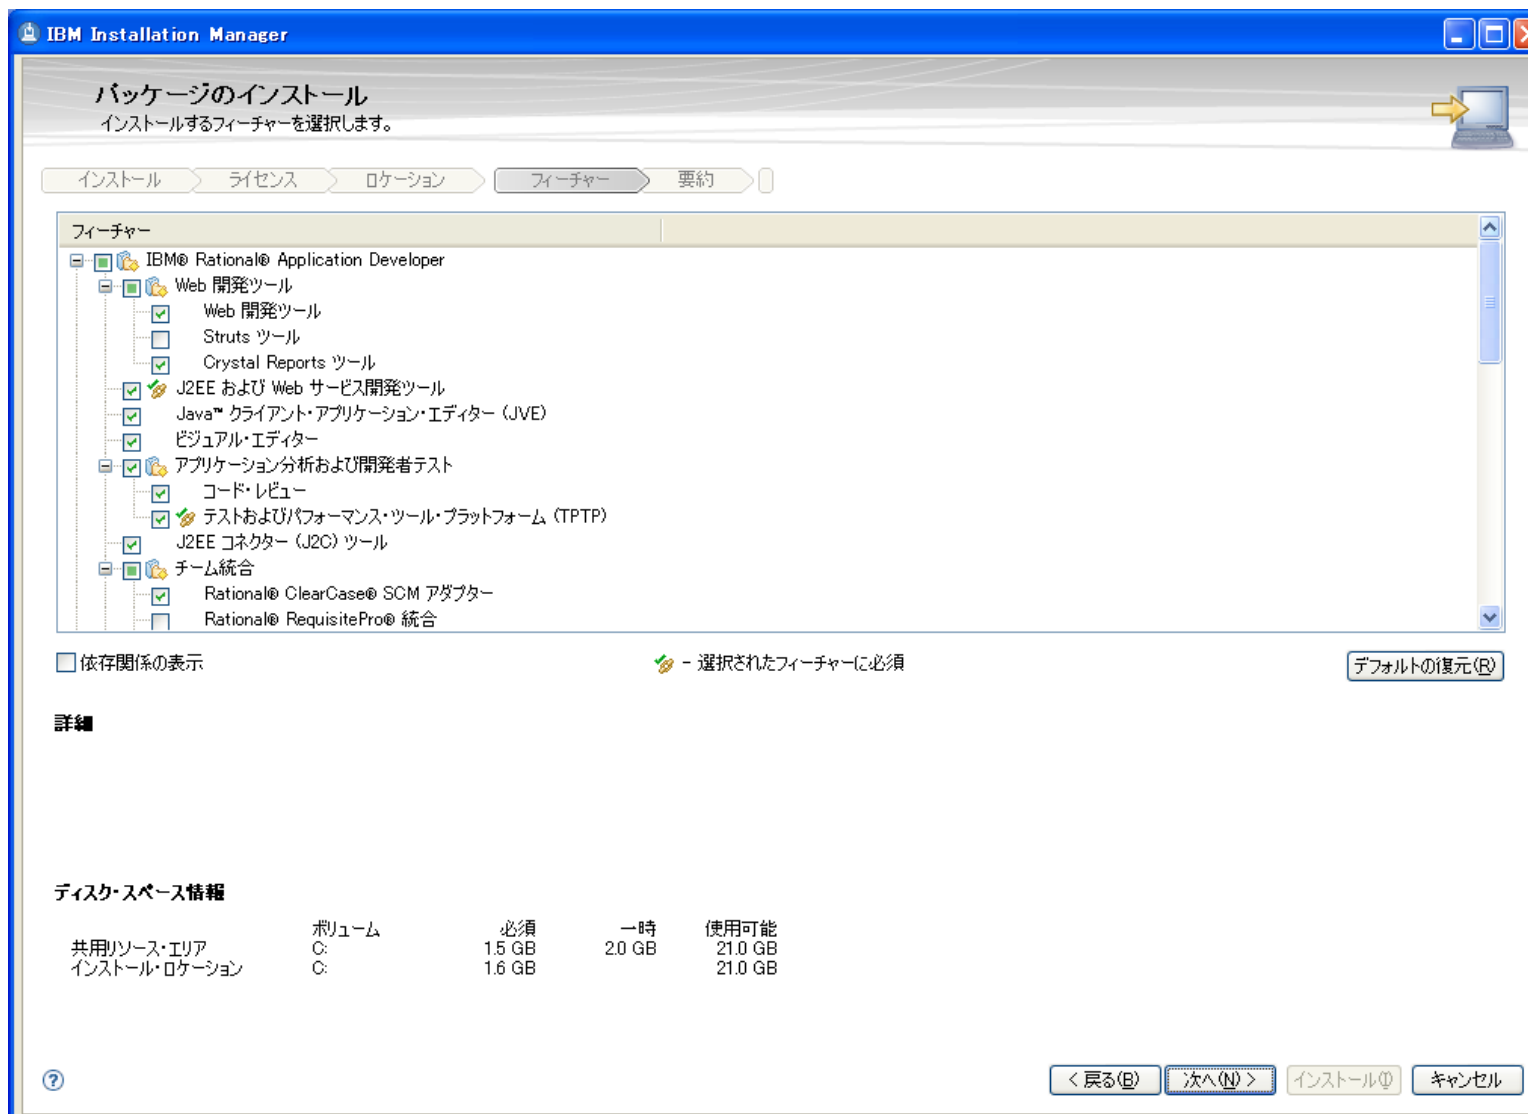 IBM Installation Manager
パッケージのインストール
インストールするフィーチャーを選択します。
インストール ライセンス ロケーション フィーチャー 要約
フィーチャー
IBM® Rational® Application Developer
Web 開発ツール
Web 開発ツール
Struts ツール
Crystal Reports ツール
J2EE および Web サービス開発ツール
Java™ クライアント・アプリケーション・エディター (JVE)
ビジュアル・エディター
アプリケーション分析および開発者テスト
コード・レビュー
テストおよびパフォーマンス・ツール・プラットフォーム (TPTP)
J2EE コネクター (J2C) ツール
チーム統合
Rational® ClearCase® SCM アダプター
Rational® RequisitePro® 統合
依存関係の表示 - 選択されたフィーチャーに必須 デフォルトの復元(R)
詳細
ディスク・スペース情報
ボリューム 必須 一時 使用可能
共用リソース・エリア C: 1.5 GB 2.0 GB 21.0 GB
インストール・ロケーション C: 1.6 GB 21.0 GB
? < 戻る(B) 次へ(N) > インストール(I) キャンセル